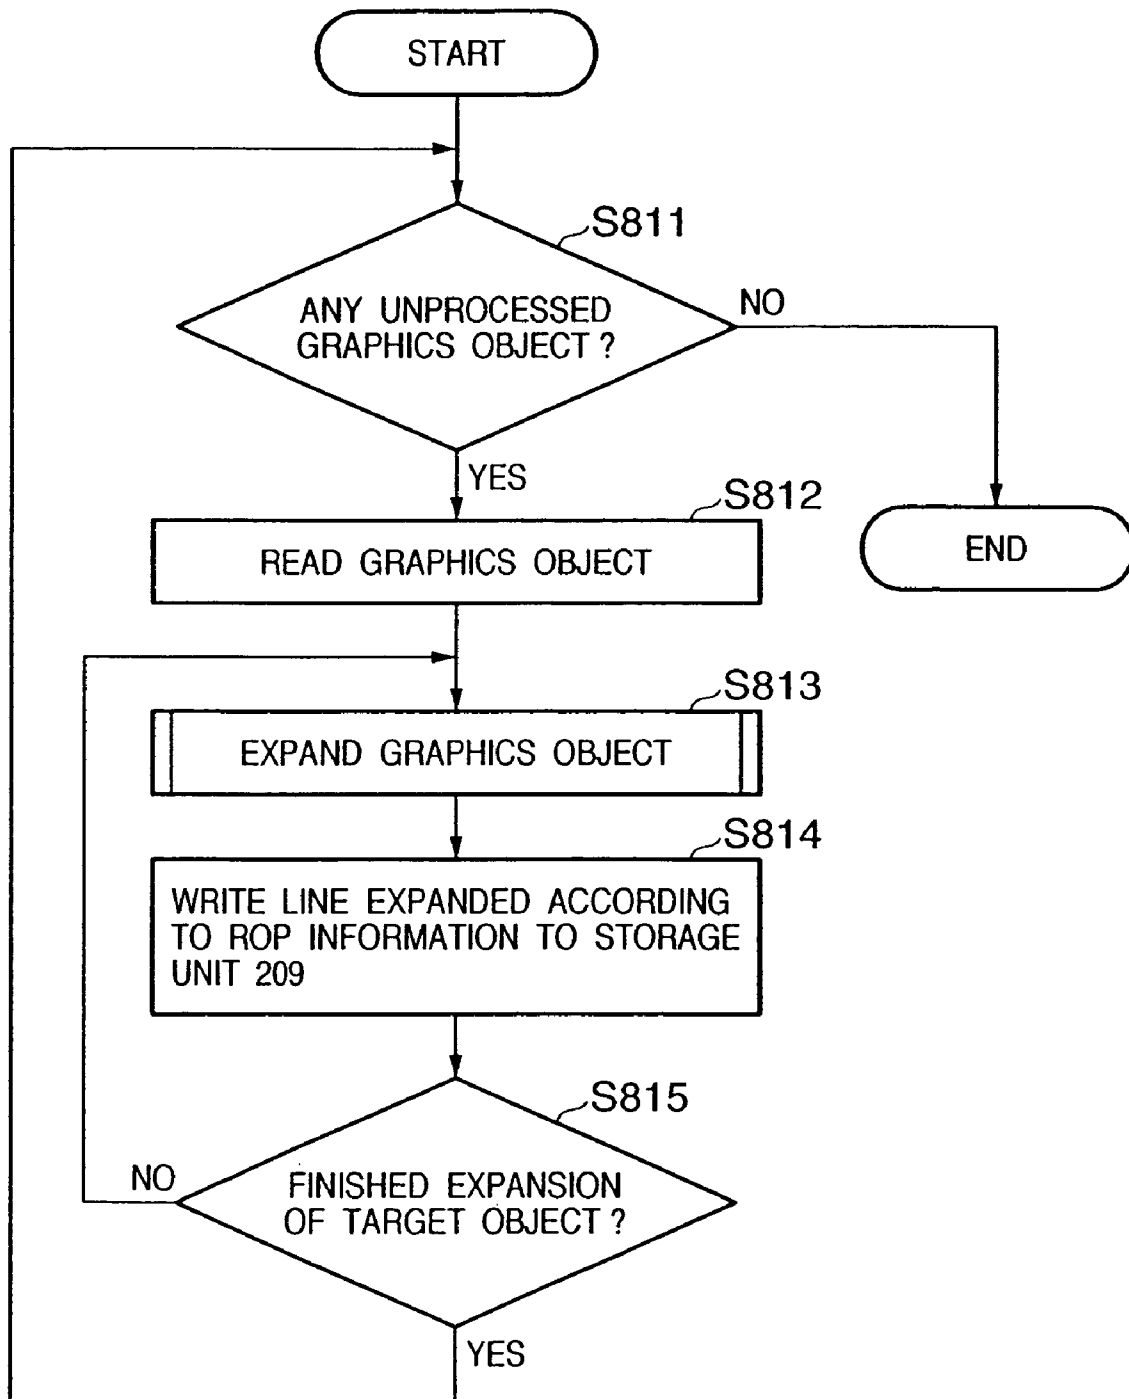 START
S811
ANY UNPROCESSED
GRAPHICS OBJECT ?
NO
YES
S812
READ GRAPHICS OBJECT
END
S813
EXPAND GRAPHICS OBJECT
S814
WRITE LINE EXPANDED ACCORDING
TO ROP INFORMATION TO STORAGE
UNIT 209
S815
NO
FINISHED EXPANSION
OF TARGET OBJECT ?
YES